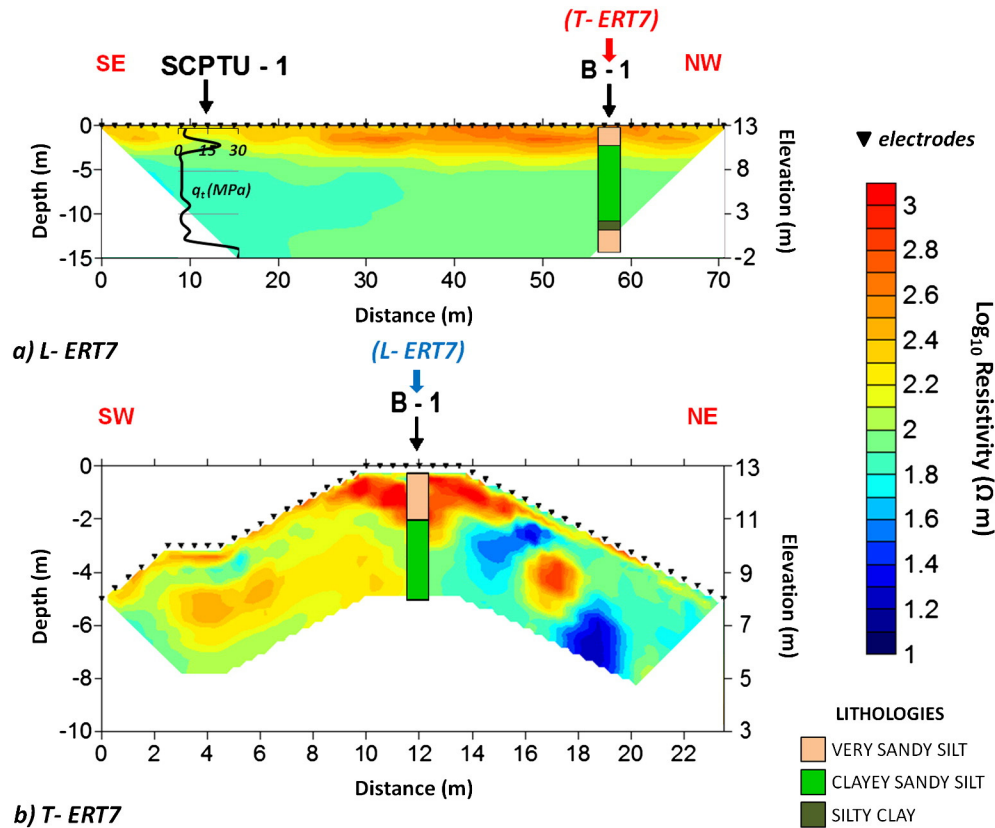 (T- ERT7)
SE SCPTU - 1 B - 1 NW
electrodes
0 13
0 15 30
-5 8
qt (MPa)
-10 3
-15 -2
Depth (m)
Elevation (m)
0 10 20 30 40 50 60 70
Distance (m)
a) L- ERT7
(L- ERT7)
SW B - 1 NE
0 13
-2 11
-4 9
-6 7
-8 5
-10 3
Depth (m)
Elevation (m)
0 2 4 6 8 10 12 14 16 18 20 22
Distance (m)
b) T- ERT7
3
2.8
2.6
2.4
2.2
2
1.8
1.6
1.4
1.2
1
Log10 Resistivity (Ω m)
LITHOLOGIES
VERY SANDY SILT
CLAYEY SANDY SILT
SILTY CLAY